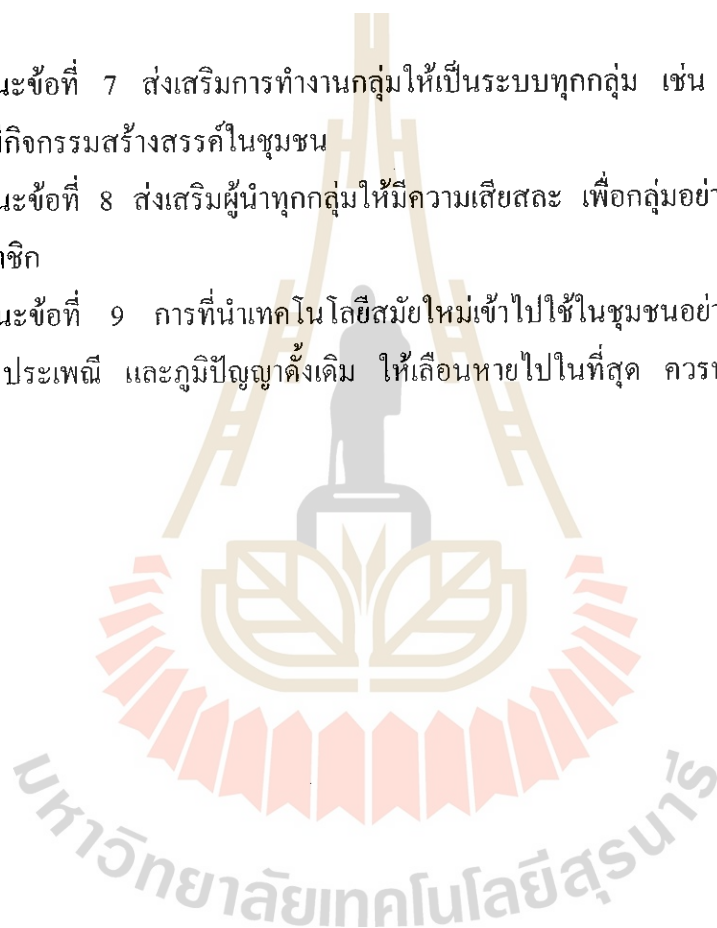 นะข้อที่ 7 ส่งเสริมการทำงานกลุ่มให้เป็นระบบทุกกลุ่ม เช่น
มีกิจกรรมสร้างสรรค์ในชุมชน
นะข้อที่ 8 ส่งเสริมผู้นำทุกกลุ่มให้มีความเสียสละ เพื่อกลุ่มอย่า
าชิก
นะข้อที่ 9 การที่นำเทคโนโลยีสมัยใหม่เข้าไปใช้ในชุมชนอย่า
ประเพณี และภูมิปัญญาดั้งเดิม ให้เลือนหายไปในที่สุด ควร
มหาวิทยาลัยเทคโนโลยีสุรนารี